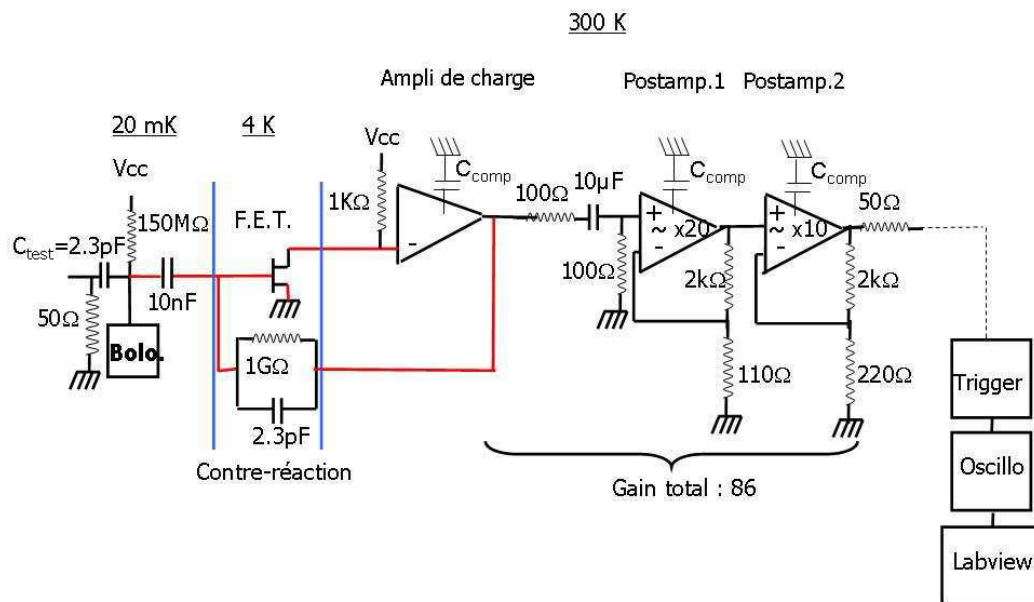 300 K
Ampli de charge
Postamp.1
Postamp.2
20 mK
4 K
Vcc
Vcc
C_comp
C_comp
C_comp
150MΩ
F.E.T.
1KΩ
100Ω
10µF
50Ω
C_test=2.3pF
-
+
~ x20
-
+
~ x10
10nF
100Ω
2kΩ
2kΩ
50Ω
Bolo.
1GΩ
110Ω
220Ω
Trigger
2.3pF
Contre-réaction
Gain total : 86
Oscillo
Labview